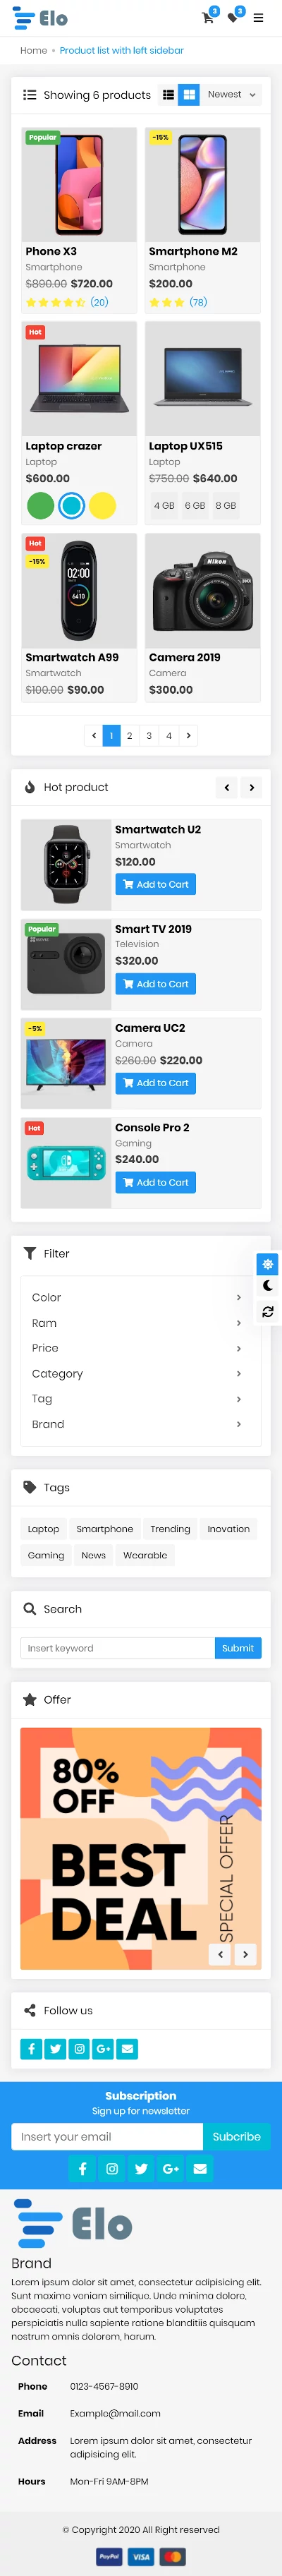 Elo
3
3
Home • Product list with left sidebar
Showing 6 products
Newest
Popular
-15%
Phone X3
Smartphone
$890.00 $720.00
(20)
Smartphone M2
Smartphone
$200.00
(78)
Hot
Laptop crazer
Laptop
$600.00
Laptop UX515
Laptop
$750.00 $640.00
4 GB 6 GB 8 GB
Hot
-15%
Smartwatch A99
Smartwatch
$100.00 $90.00
Nikon
Camera 2019
Camera
$300.00
1 2 3 4
Hot product
Smartwatch U2
Smartwatch
$120.00
Add to Cart
Popular
Smart TV 2019
Television
$320.00
Add to Cart
-5%
Camera UC2
Camera
$260.00 $220.00
Add to Cart
Hot
Console Pro 2
Gaming
$240.00
Add to Cart
Filter
Color
Ram
Price
Category
Tag
Brand
Tags
Laptop Smartphone Trending Inovation
Gaming News Wearable
Search
Insert keyword
Submit
Offer
80%
OFF
BEST
DEAL
SPECIAL OFFER
Follow us
Subscription
Sign up for newsletter
Insert your email
Subcribe
Elo
Brand
Lorem ipsum dolor sit amet, consectetur adipisicing elit.
Sunt maxime veniam similique. Unde minima dolore,
obcaecati, voluptas aut temporibus voluptates
perspiciatis nulla sapiente ratione blanditiis quisquam
nostrum omnis dolorem, harum.
Contact
Phone 0123-4567-8910
Email Example@mail.com
Address Lorem ipsum dolor sit amet, consectetur
adipisicing elit.
Hours Mon-Fri 9AM-8PM
© Copyright 2020 All Right reserved
PayPal VISA